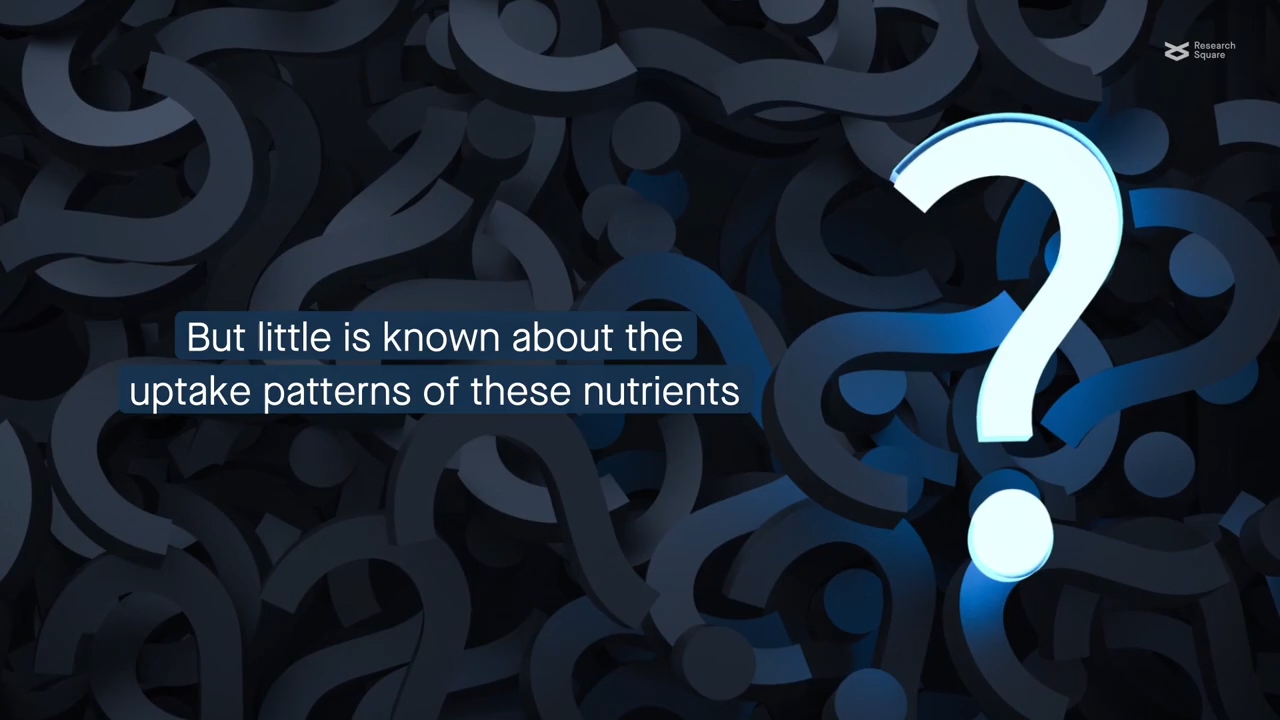 Research
Square
But little is known about the
uptake patterns of these nutrients